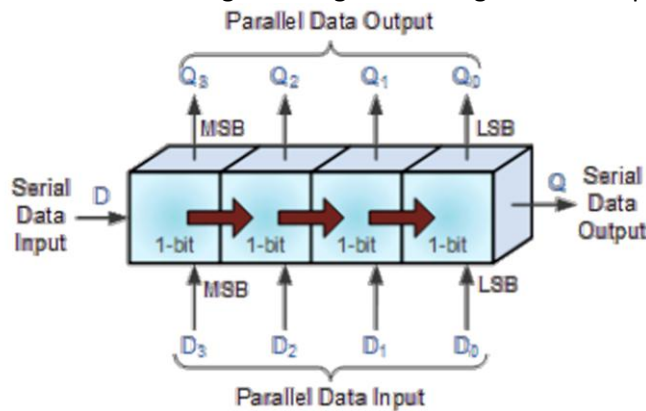 Parallel Data Output
Q3 Q2 Q1 Q0
MSB LSB
Serial Data Input
D
1-bit 1-bit 1-bit 1-bit
Q
Serial Data Output
MSB LSB
D3 D2 D1 D0
Parallel Data Input